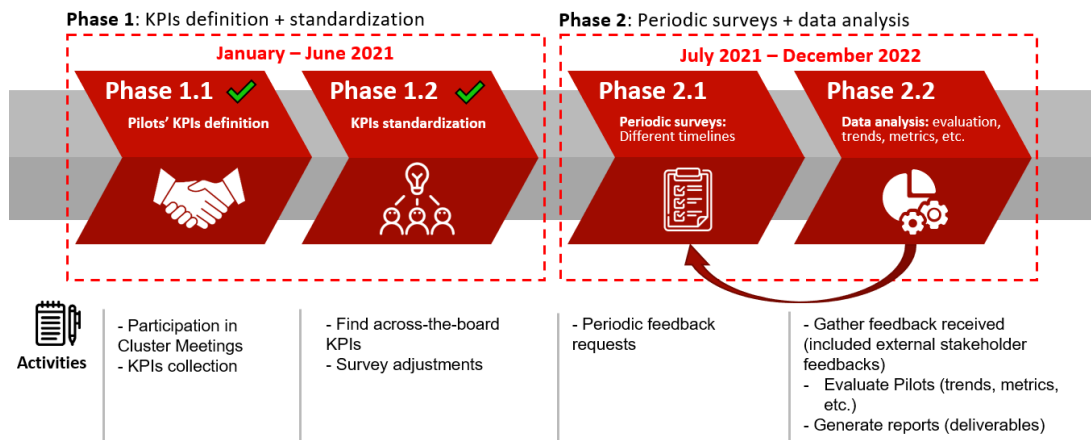 Phase 1: KPIs definition + standardization
Phase 2: Periodic surveys + data analysis
January – June 2021
July 2021 – December 2022
Phase 1.1
Pilots' KPIs definition
Phase 1.2
KPIs standardization
Phase 2.1
Periodic surveys:
Different timelines
Phase 2.2
Data analysis: evaluation,
trends, metrics, etc.
Activities
- Participation in
Cluster Meetings
- KPIs collection
- Find across-the-board
KPIs
- Survey adjustments
- Periodic feedback
requests
- Gather feedback received
(included external stakeholder
feedbacks)
- Evaluate Pilots (trends, metrics,
etc.)
- Generate reports (deliverables)